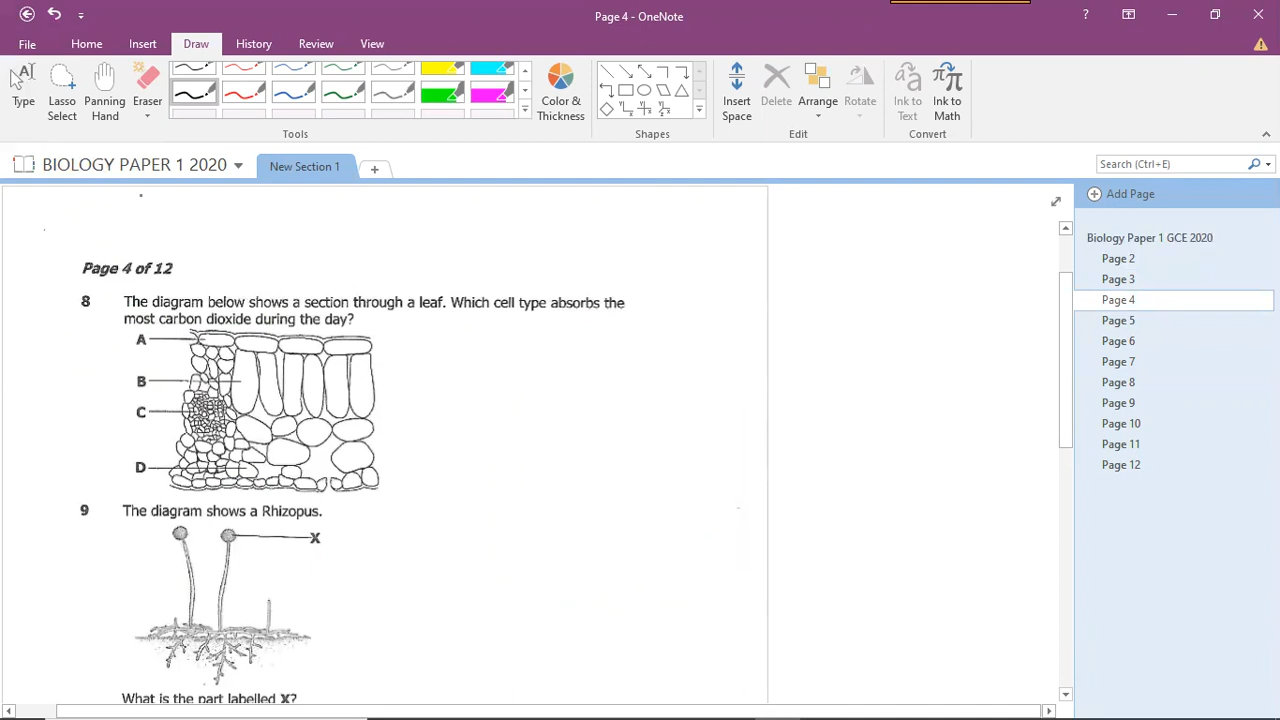 Page 4 - OneNote
?
File
Home
Insert
Draw
History
Review
View
Type
Lasso Select
Panning Hand
Eraser
Color & Thickness
Insert Space
Delete
Arrange
Rotate
Ink to Text
Ink to Math
Tools
Shapes
Edit
Convert
BIOLOGY PAPER 1 2020
New Section 1
Search (Ctrl+E)
Add Page
Biology Paper 1 GCE 2020
Page 2
Page 3
Page 4
Page 5
Page 6
Page 7
Page 8
Page 9
Page 10
Page 11
Page 12
Page 4 of 12
8 The diagram below shows a section through a leaf. Which cell type absorbs the
most carbon dioxide during the day?
A
B
C
D
9 The diagram shows a Rhizopus.
X
What is the part labelled X?